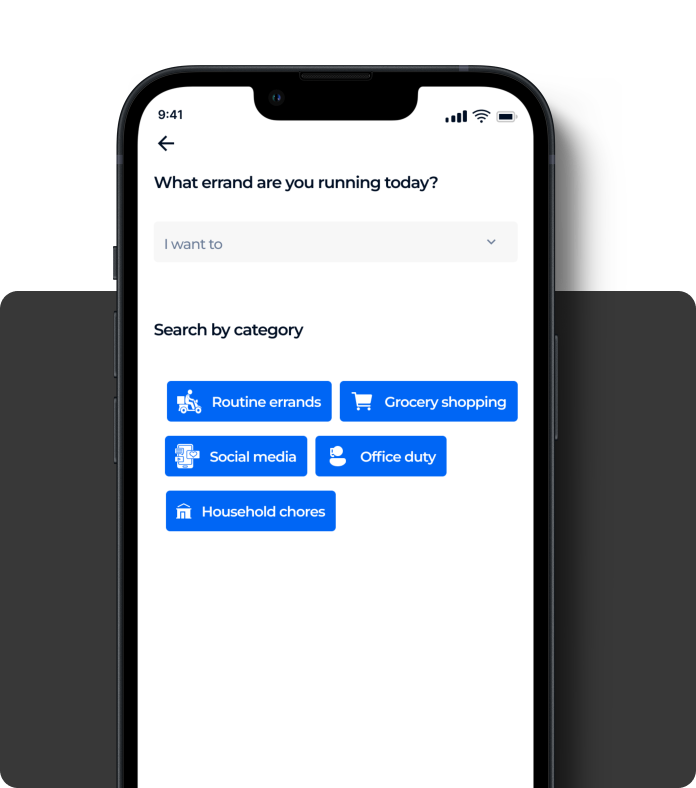 9:41
What errand are you running today?
I want to
Search by category
Routine errands
Grocery shopping
Social media
Office duty
Household chores